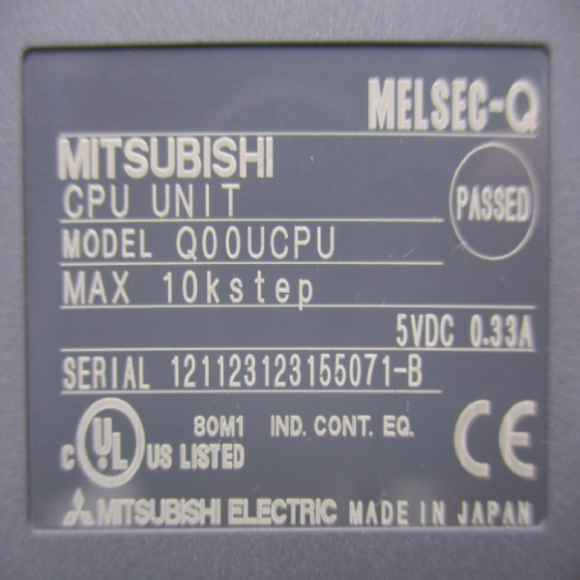 MELSEC-Q
MITSUBISHI
CPU UNIT
PASSED
MODEL Q00UCPU
MAX 10kstep
5VDC 0.33A
SERIAL 121123123155071-B
80M1 IND. CONT. EQ.
C UL US LISTED
CE
MITSUBISHI ELECTRIC MADE IN JAPAN